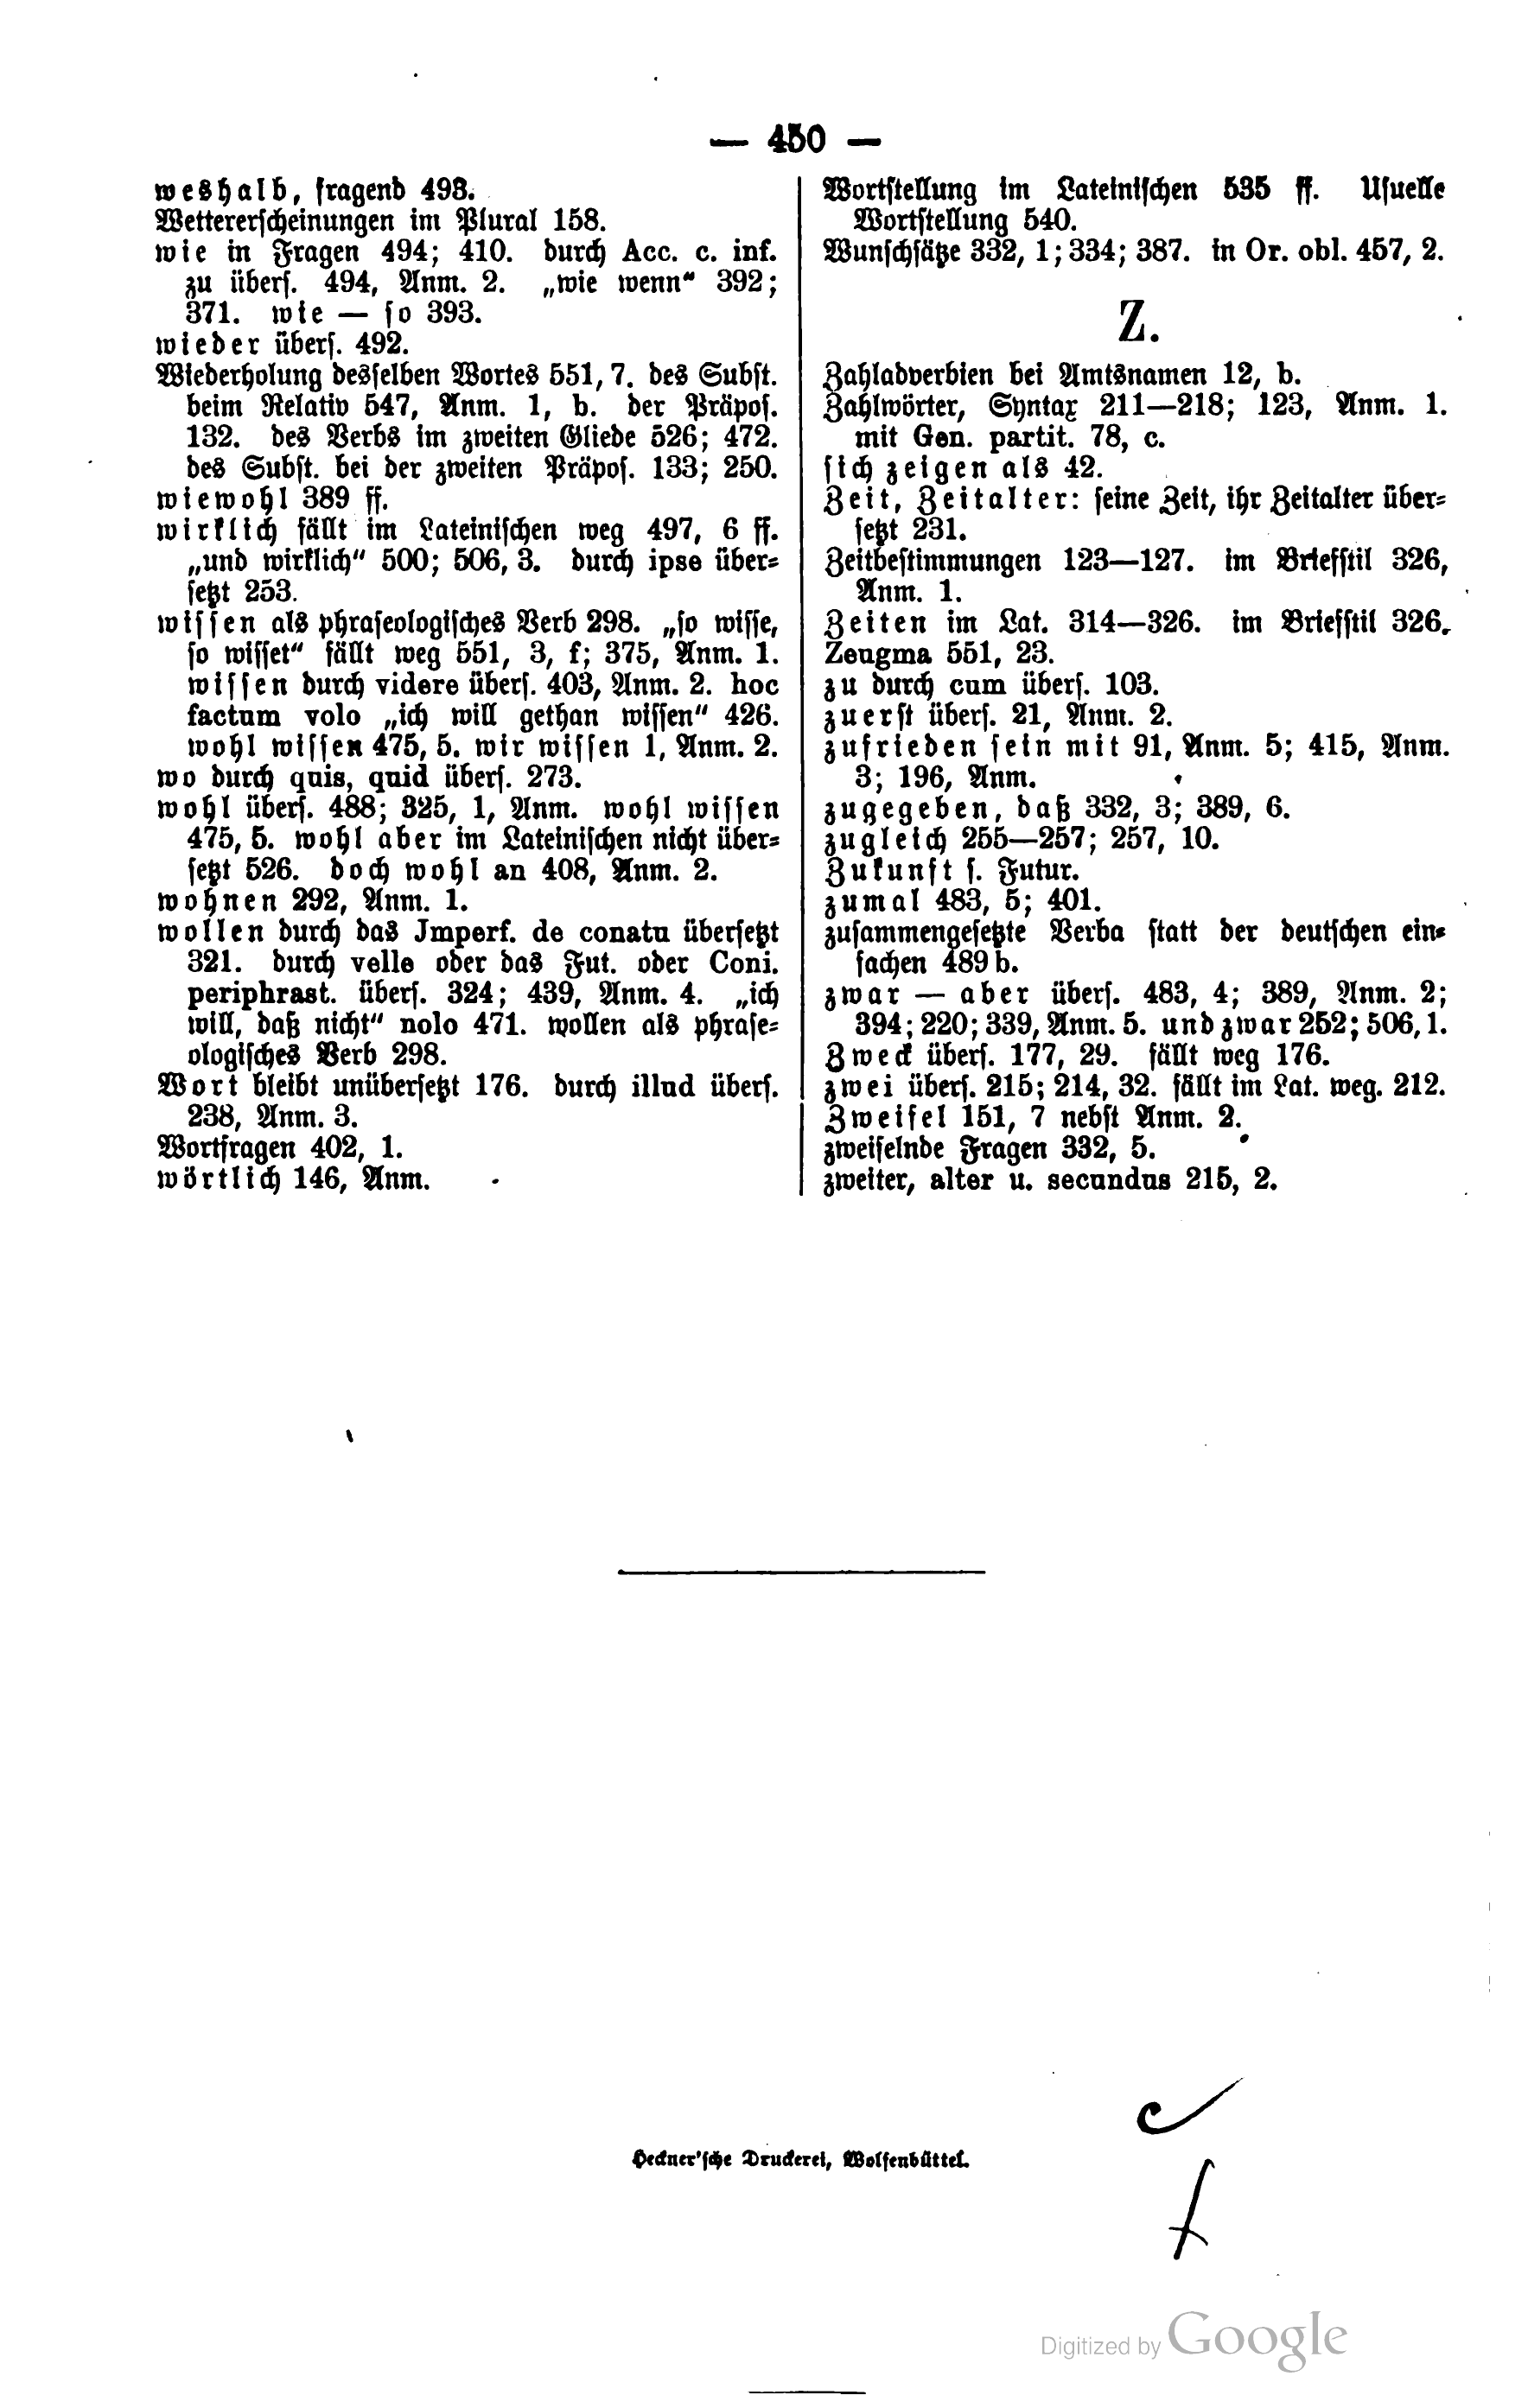 — 450 —
weshalb, fragend 498.
Wettererscheinungen im Plural 158.
wie in Fragen 494; 410. durch Acc. c. inf.
zu übers. 494, Anm. 2. „wie wenn“ 392;
371. wie — so 393.
wieder übers. 492.
Wiederholung desselben Wortes 551, 7. des Subst.
beim Relativ 547, Anm. 1, b. der Präpos.
132. des Verbs im zweiten Gliede 526; 472.
des Subst. bei der zweiten Präpos. 133; 250.
wiewohl 389 ff.
wirklich fällt im Lateinischen weg 497, 6 ff.
„und wirklich“ 500; 506, 3. durch ipse über-
setzt 253.
wissen als phraseologisches Verb 298. „so wisse,
so wisset“ fällt weg 551, 3, f; 375, Anm. 1.
wissen durch videre übers. 403, Anm. 2. hoc
factum volo „ich will gethan wissen“ 426.
wohl wissen 475, 5. wir wissen 1, Anm. 2.
wo durch quis, quid übers. 273.
wohl übers. 488; 325, 1, Anm. wohl wissen
475, 5. wohl aber im Lateinischen nicht über-
setzt 526. doch wohl an 408, Anm. 2.
wohnen 292, Anm. 1.
wollen durch das Imperf. de conatu übersetzt
321. durch velle oder das Fut. oder Coni.
periphrast. übers. 324; 439, Anm. 4. „ich
will, daß nicht“ nolo 471. wollen als phrase-
ologisches Verb 298.
Wort bleibt unübersetzt 176. durch illud übers.
238, Anm. 3.
Wortfragen 402, 1.
wörtlich 146, Anm.
Wortstellung im Lateinischen 535 ff. Usuelle
Wortstellung 540.
Wunschsätze 332, 1; 334; 387. in Or. obl. 457, 2.
Z.
Zahladverbien bei Amtsnamen 12, b.
Zahlwörter, Syntax 211—218; 123, Anm. 1.
mit Gen. partit. 78, c.
sich zeigen als 42.
Zeit, Zeitalter: seine Zeit, ihr Zeitalter über-
setzt 231.
Zeitbestimmungen 123—127. im Briefstil 326,
Anm. 1.
Zeiten im Lat. 314—326. im Briefstil 326.
Zeugma 551, 23.
zu durch cum übers. 103.
zuerst übers. 21, Anm. 2.
zufrieden sein mit 91, Anm. 5; 415, Anm.
3; 196, Anm.
zugegeben, daß 332, 3; 389, 6.
zugleich 255—257; 257, 10.
Zukunft s. Futur.
zumal 483, 5; 401.
zusammengesetzte Verba statt der deutschen ein-
fachen 489 b.
zwar — aber übers. 483, 4; 389, Anm. 2;
394; 220; 339, Anm. 5. und zwar 252; 506, 1.
Zweck übers. 177, 29. fällt weg 176.
zwei übers. 215; 214, 32. fällt im Lat. weg. 212.
Zweifel 151, 7 nebst Anm. 2.
zweifelnde Fragen 332, 5.
zweiter, alter u. secundus 215, 2.
Heckner'sche Druckerei, Wolfenbüttel.
Digitized by Google